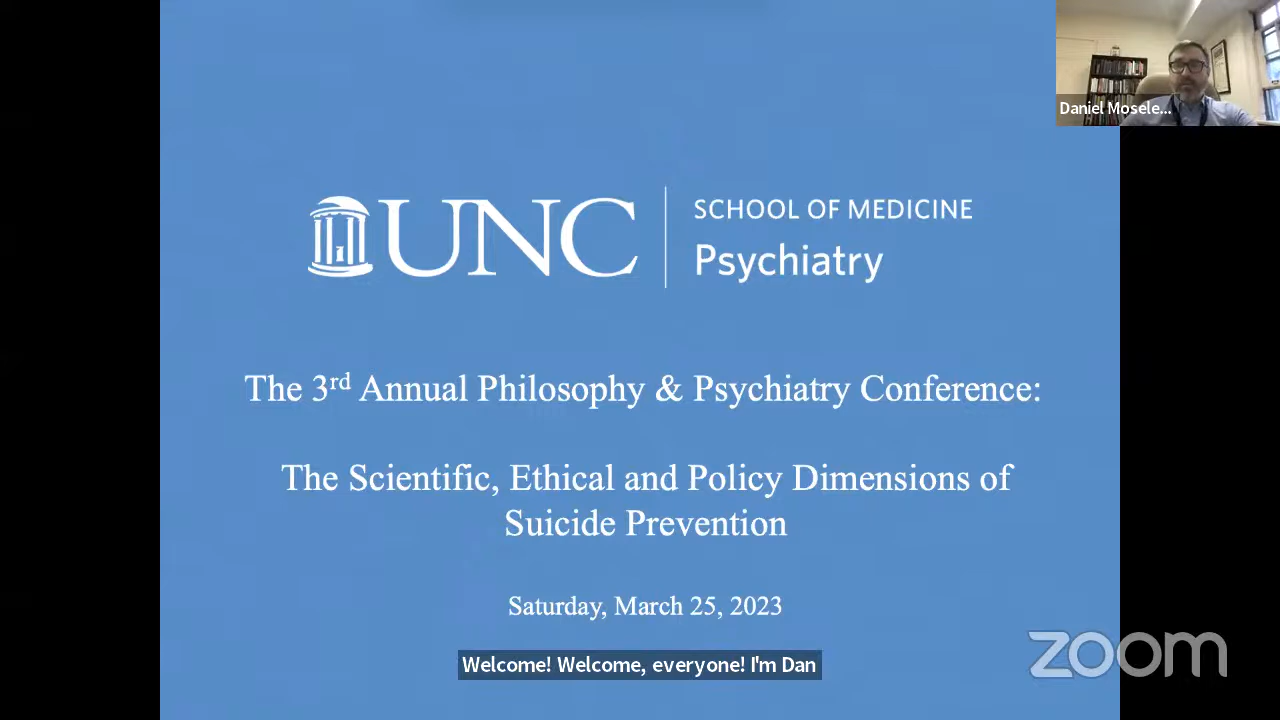 Daniel Mosele...
UNC
SCHOOL OF MEDICINE
Psychiatry
The 3rd Annual Philosophy & Psychiatry Conference:
The Scientific, Ethical and Policy Dimensions of
Suicide Prevention
Saturday, March 25, 2023
Welcome! Welcome, everyone! I'm Dan
zoom